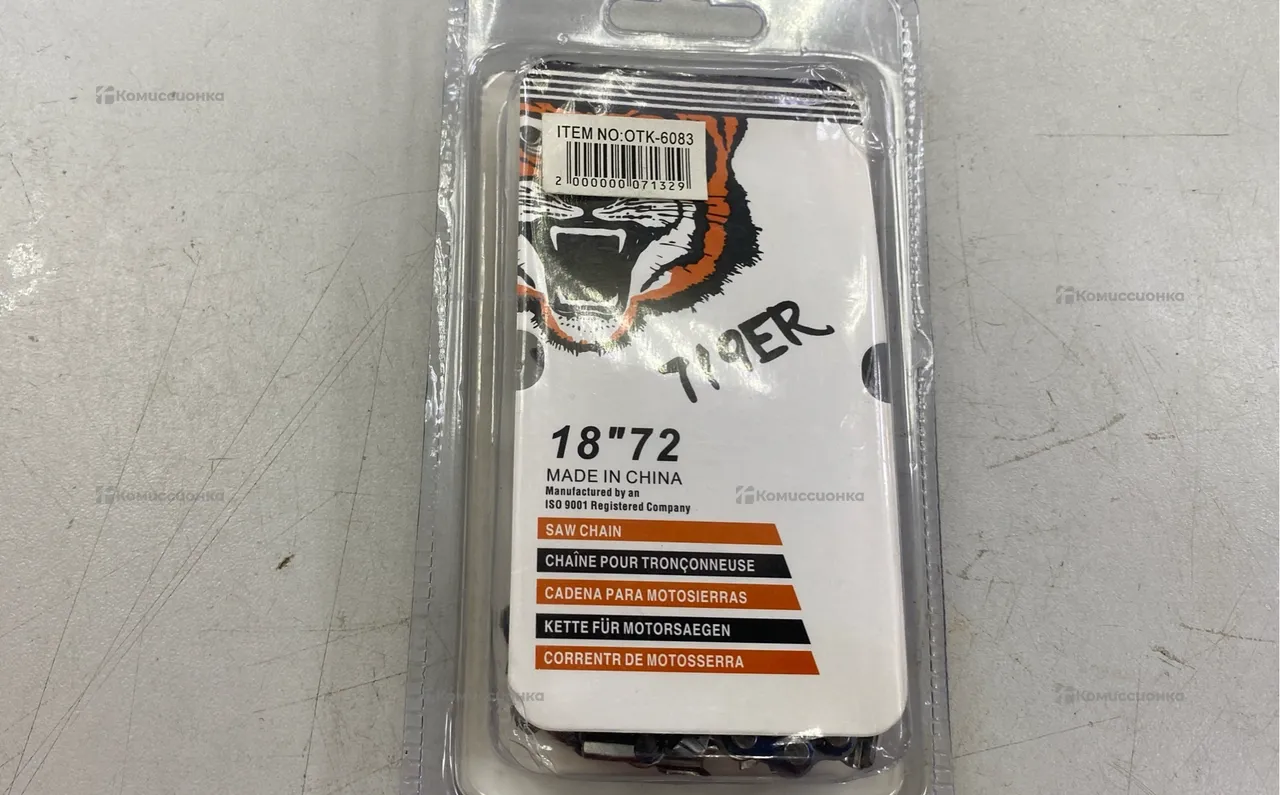 Комиссионка
ITEM NO:OTK-6083
2 000000 071329
TIGER
Комиссионка
18"72
MADE IN CHINA
Manufactured by an
ISO 9001 Registered Company
Комиссионка
Комиссионка
SAW CHAIN
CHAÎNE POUR TRONÇONNEUSE
CADENA PARA MOTOSIERRAS
KETTE FÜR MOTORSAEGEN
CORRENTR DE MOTOSSERRA
Комиссионка